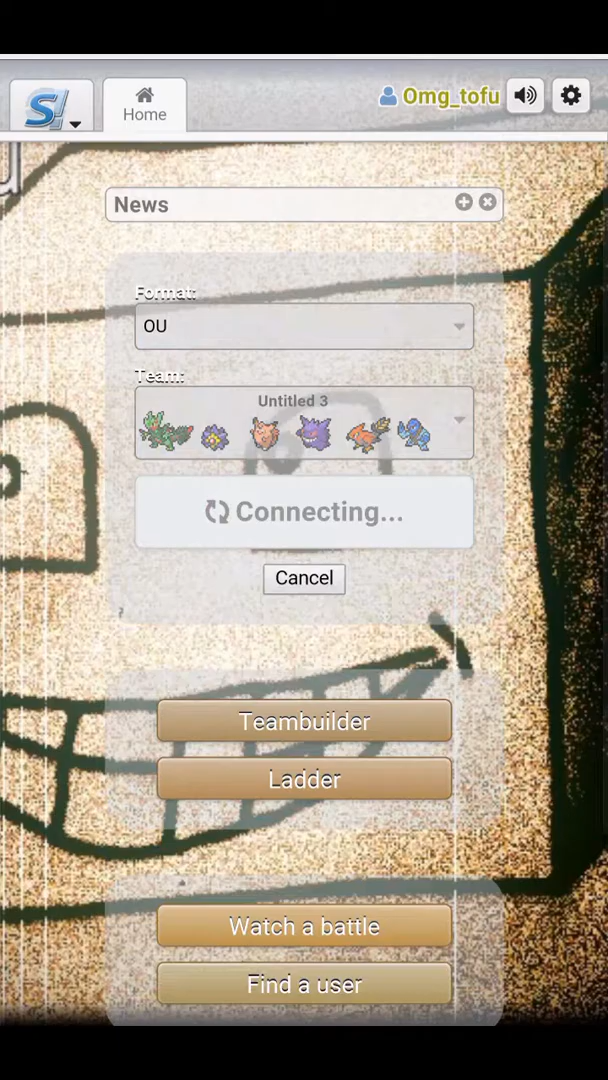 S!
Home
Omg_tofu
News
Format:
OU
Team:
Untitled 3
Connecting...
Cancel
Teambuilder
Ladder
Watch a battle
Find a user